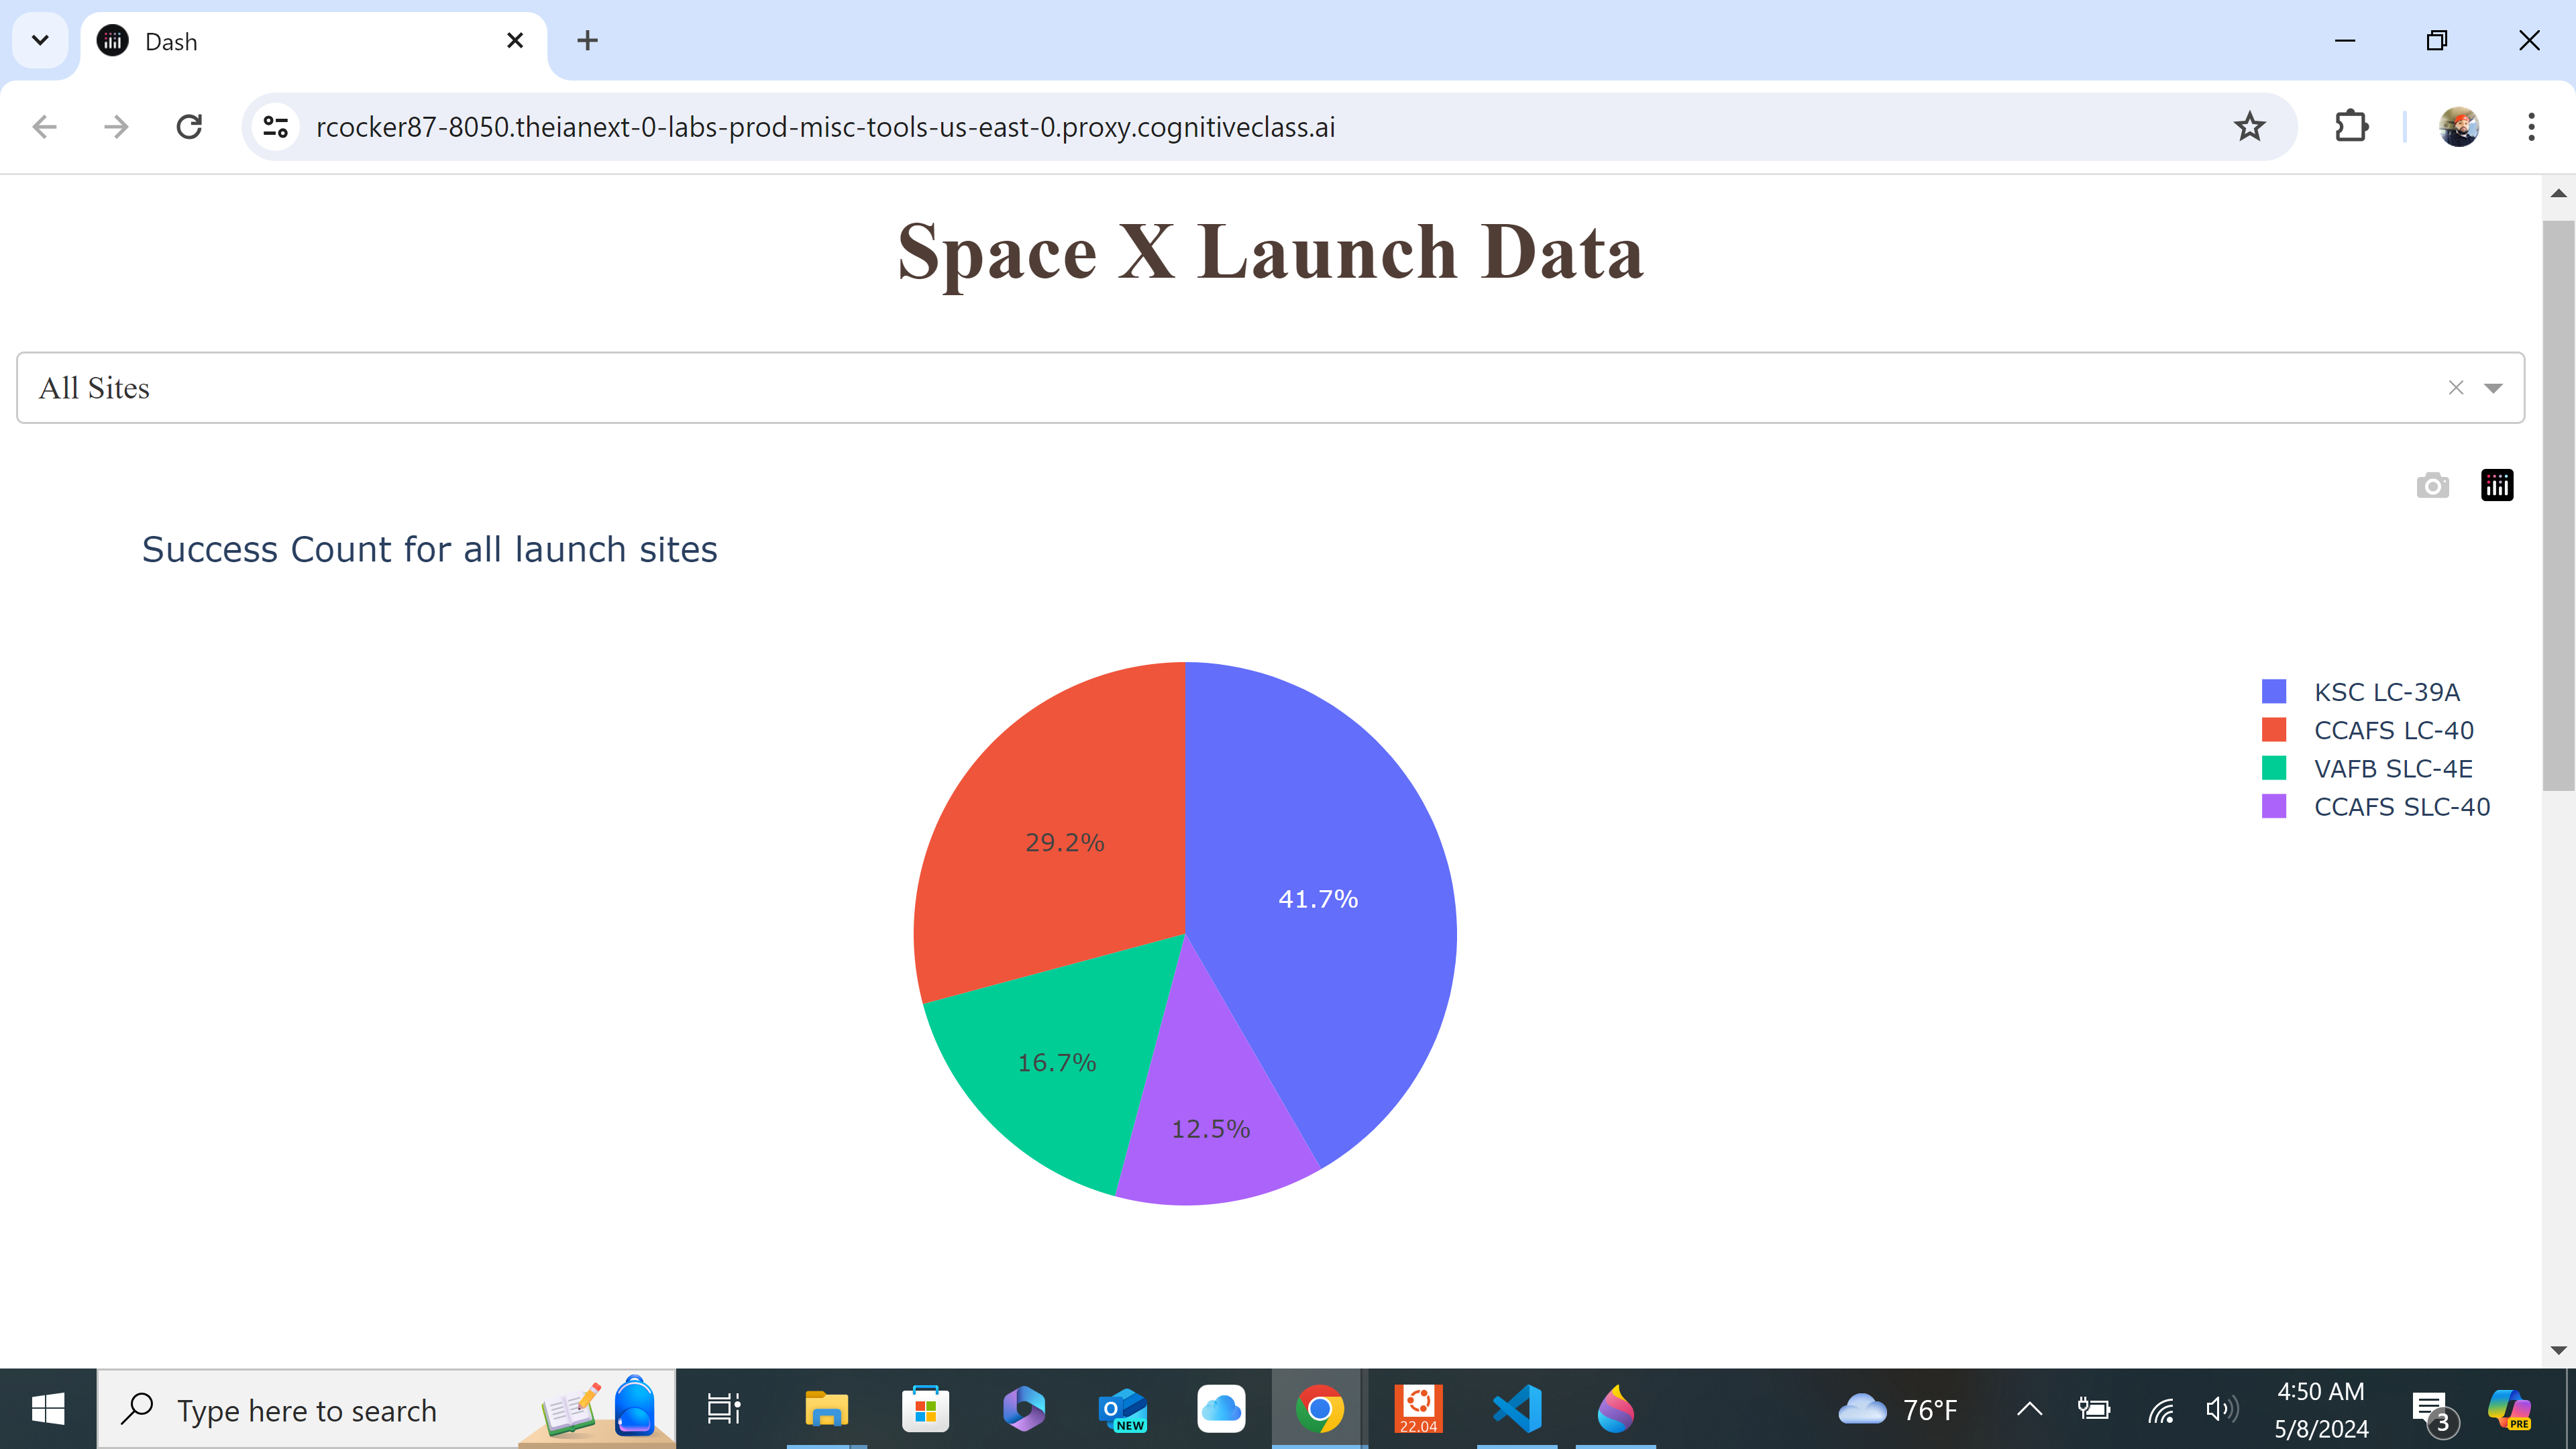 Dash
rcocker87-8050.theianext-0-labs-prod-misc-tools-us-east-0.proxy.cognitiveclass.ai
Space X Launch Data
All Sites
Success Count for all launch sites
KSC LC-39A
CCAFS LC-40
VAFB SLC-4E
CCAFS SLC-40
29.2%
41.7%
16.7%
12.5%
Type here to search
NEW
22.04
76°F
4:50 AM
5/8/2024
3
PRE